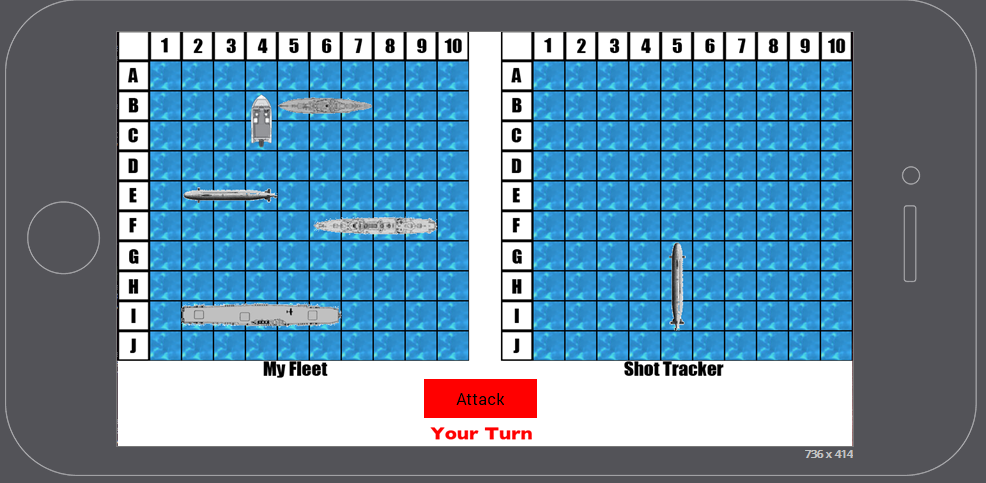 1 2 3 4 5 6 7 8 9 10
A
B
C
D
E
F
G
H
I
J
My Fleet
1 2 3 4 5 6 7 8 9 10
A
B
C
D
E
F
G
H
I
J
Shot Tracker
Attack
Your Turn
736 x 414